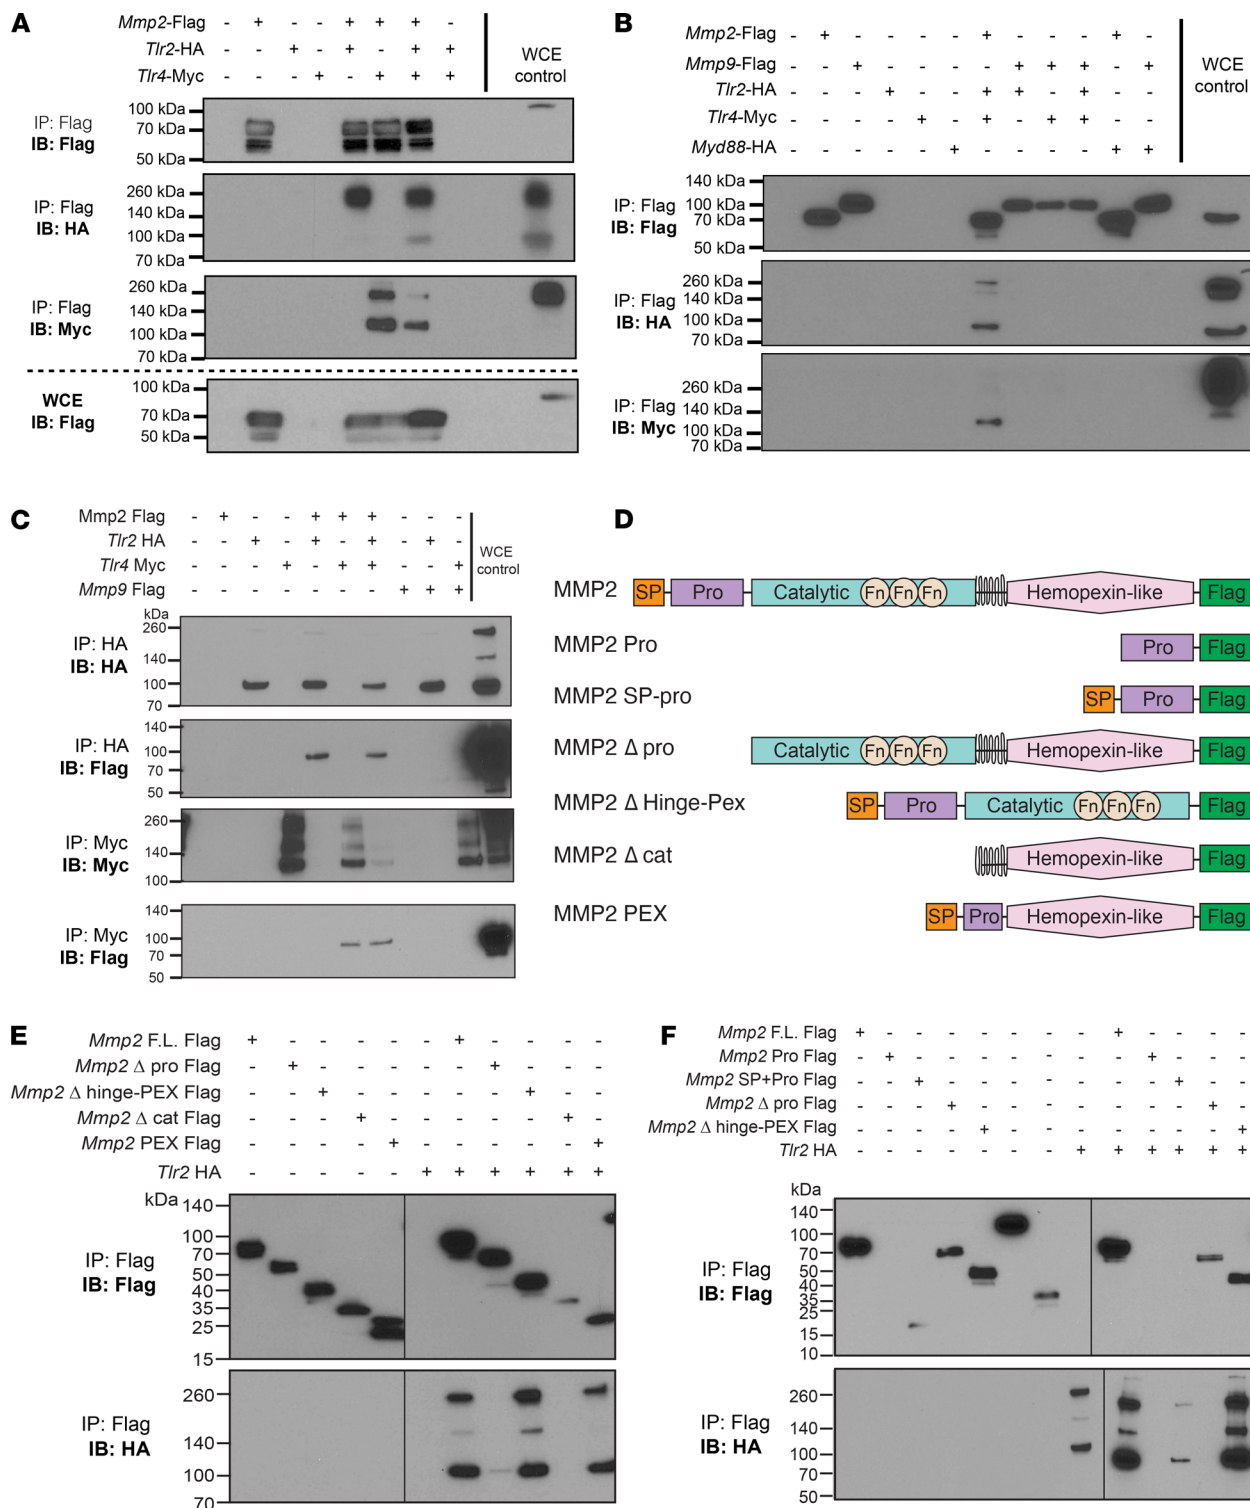 A
Mmp2-Flag - + - - + + + -
Tlr2-HA - - + - + - + +
Tlr4-Myc - - - + - + + +
WCE
control
IP: Flag
IB: Flag
100 kDa
70 kDa
50 kDa
IP: Flag
IB: HA
260 kDa
140 kDa
100 kDa
70 kDa
IP: Flag
IB: Myc
260 kDa
140 kDa
100 kDa
70 kDa
WCE
IB: Flag
100 kDa
70 kDa
50 kDa
B
Mmp2-Flag - + - - - - + - - - + -
Mmp9-Flag - - + - - - - + + + - +
Tlr2-HA - - - + - - + + - + - -
Tlr4-Myc - - - - + - + - + + - -
Myd88-HA - - - - - + - - - - + +
WCE
control
IP: Flag
IB: Flag
140 kDa
100 kDa
70 kDa
50 kDa
IP: Flag
IB: HA
260 kDa
140 kDa
100 kDa
70 kDa
IP: Flag
IB: Myc
260 kDa
140 kDa
100 kDa
70 kDa
C
Mmp2 Flag - + - - + + + - - -
Tlr2 HA - - + - + - + - + -
Tlr4 Myc - - - + - + + - - +
Mmp9 Flag - - - - - - - + + +
WCE
control
kDa
IP: HA
IB: HA
260
140
100
70
IP: HA
IB: Flag
140
100
70
50
IP: Myc
IB: Myc
260
140
100
IP: Myc
IB: Flag
140
100
70
50
D
MMP2 SP Pro Catalytic Fn Fn Fn Hemopexin-like Flag
MMP2 Pro Pro Flag
MMP2 SP-pro SP Pro Flag
MMP2 Δ pro Catalytic Fn Fn Fn Hemopexin-like Flag
MMP2 Δ Hinge-Pex SP Pro Catalytic Fn Fn Fn Flag
MMP2 Δ cat Hemopexin-like Flag
MMP2 PEX SP Pro Hemopexin-like Flag
E
Mmp2 F.L. Flag + - - - - - + - - - -
Mmp2 Δ pro Flag - + - - - - - + - - -
Mmp2 Δ hinge-PEX Flag - - + - - - - - + - -
Mmp2 Δ cat Flag - - - + - - - - - + -
Mmp2 PEX Flag - - - - + - - - - - +
Tlr2 HA - - - - - + + + + + +
kDa
IP: Flag
IB: Flag
140
100
70
50
40
35
25
15
IP: Flag
IB: HA
260
140
100
70
F
Mmp2 F.L. Flag + - - - - - - - + - - - -
Mmp2 Pro Flag - + - - - - - - - + - - -
Mmp2 SP+Pro Flag - - + - - - - - - - + - -
Mmp2 Δ pro Flag - - - + - - - - - - - + -
Mmp2 Δ hinge-PEX Flag - - - - + - - - - - - - +
Tlr2 HA - - - - - - - + + + + + +
kDa
IP: Flag
IB: Flag
140
100
70
50
40
35
25
15
10
IP: Flag
IB: HA
260
140
100
70
50